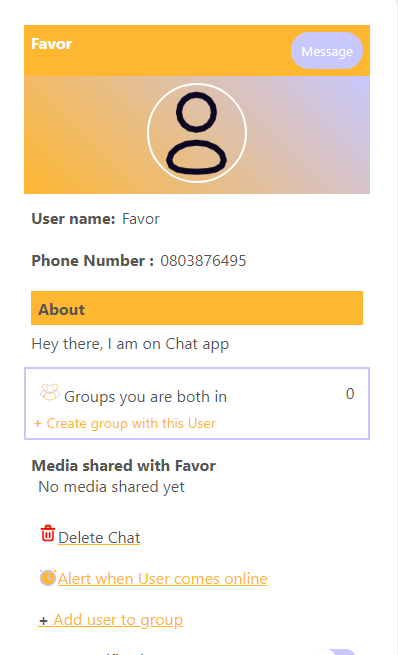 Favor
Message
User name: Favor
Phone Number : 0803876495
About
Hey there, I am on Chat app
Groups you are both in 0
+ Create group with this User
Media shared with Favor
No media shared yet
Delete Chat
Alert when User comes online
+ Add user to group